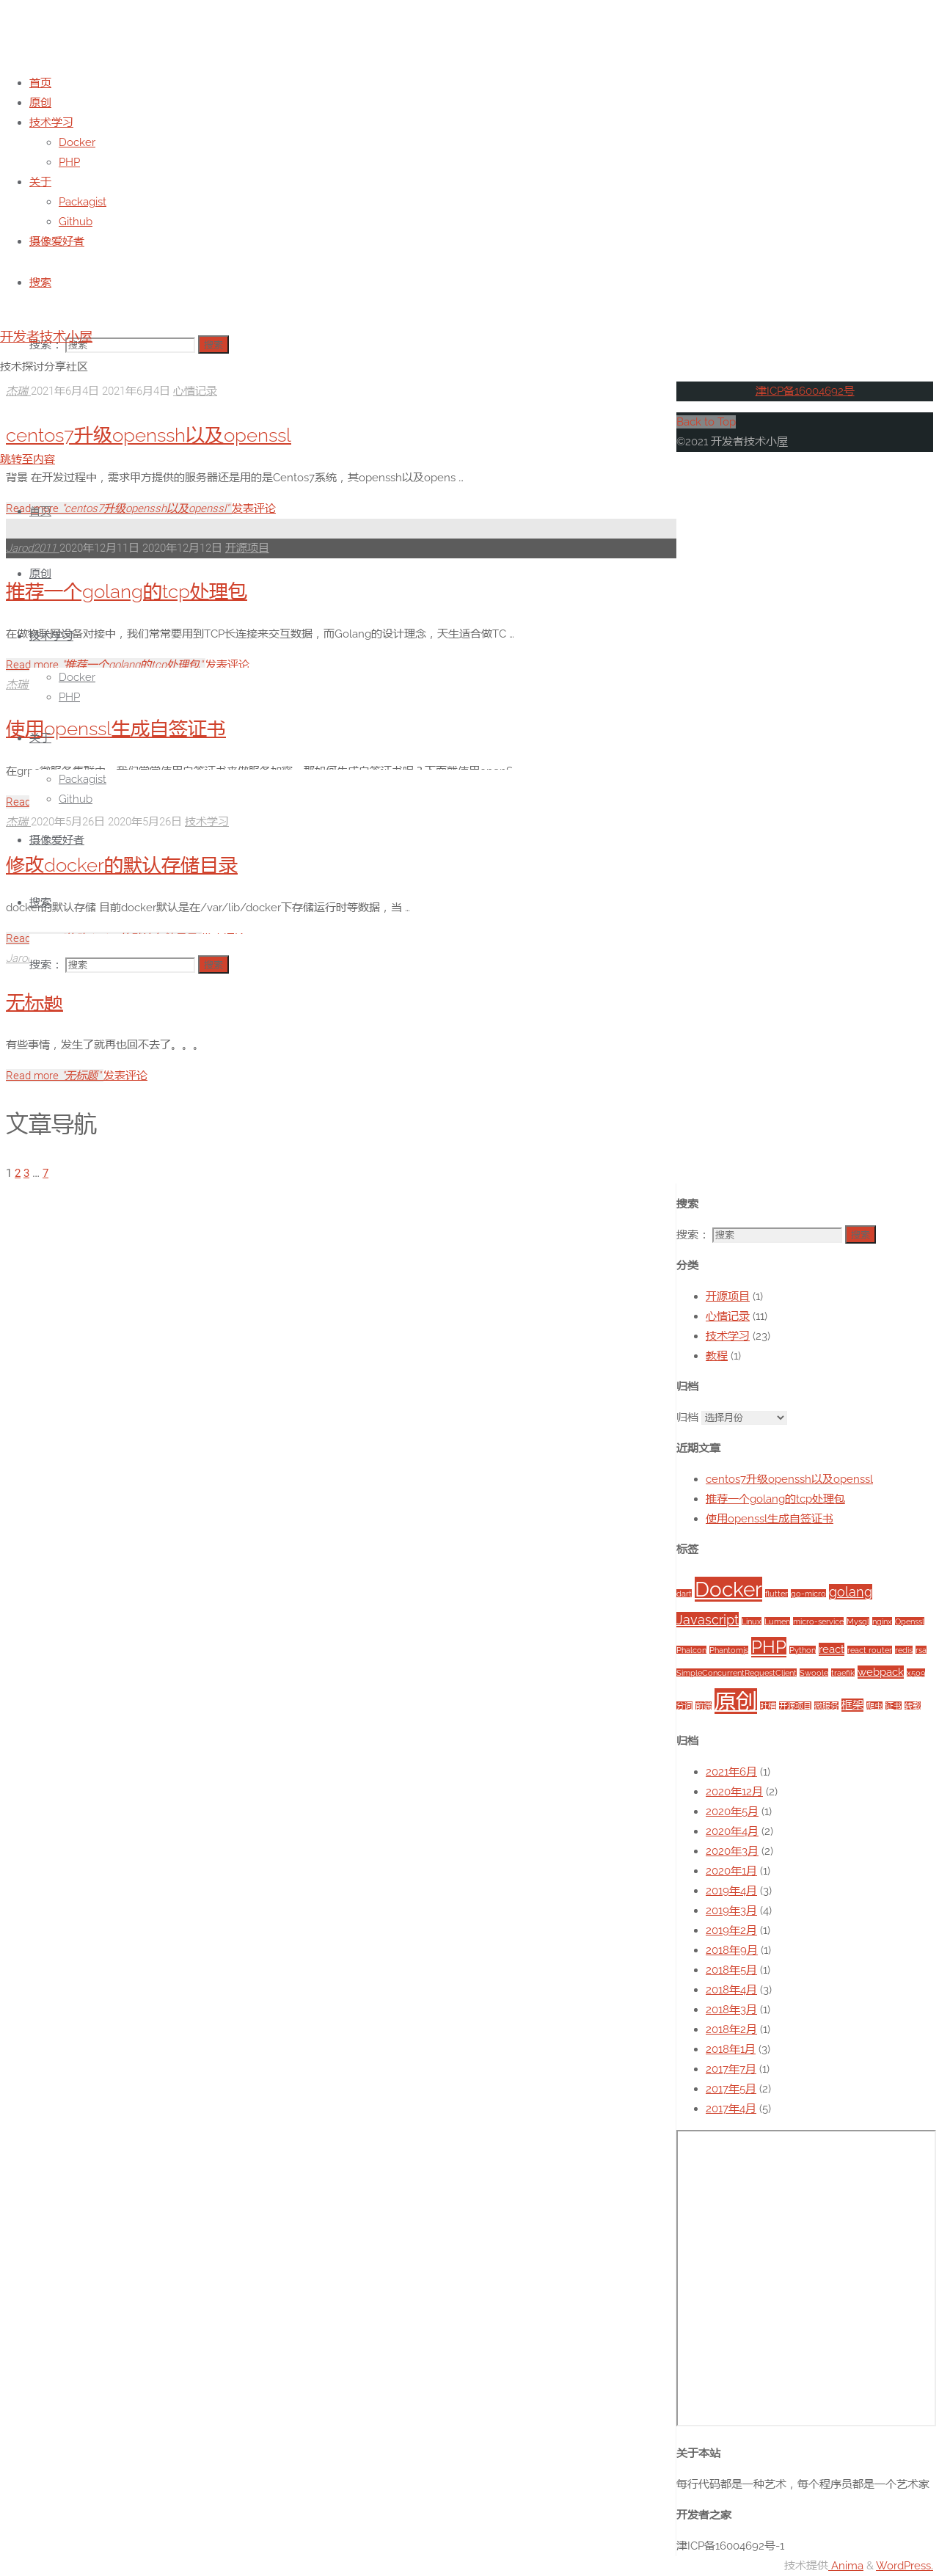 首页
原创
技术学习
Docker
PHP
关于
Packagist
Github
摄像爱好者
搜索
开发者技术小屋
搜索： 搜索
技术探讨分享社区
杰瑞 2021年6月4日 2021年6月4日 心情记录
津ICP备16004692号
centos7升级openssh以及openssl
Back to Top
©2021 开发者技术小屋
跳转至内容
背景 在开发过程中，需求甲方提供的服务器还是用的是Centos7系统，其openssh以及opens …
Read more "centos7升级openssh以及openssl" 发表评论
首页
Jarod2011 2020年12月11日 2020年12月12日 开源项目
原创
推荐一个golang的tcp处理包
在做物联网设备对接中，我们常常要用到TCP长连接来交互数据，而Golang的设计理念，天生适合做TC …
技术学习
Read more "推荐一个golang的tcp处理包" 发表评论
Docker
杰瑞
PHP
使用openssl生成自签证书
关于
Packagist
Github
Read
杰瑞 2020年5月26日 2020年5月26日 技术学习
摄像爱好者
修改docker的默认存储目录
搜索
docker的默认存储 目前docker默认是在/var/lib/docker下存储运行时等数据，当 …
Read
搜索： 搜索
无标题
有些事情，发生了就再也回不去了。。。
Read more "无标题" 发表评论
文章导航
1 2 3 … 7
搜索
搜索： 搜索
分类
开源项目 (1)
心情记录 (11)
技术学习 (23)
教程 (1)
归档
归档 选择月份
近期文章
centos7升级openssh以及openssl
推荐一个golang的tcp处理包
使用openssl生成自签证书
标签
dart Docker flutter go-micro golang
Javascript Linux Lumen micro-service Mysql nginx Openssl
Phalcon Phantomjs PHP Python react react router redis rsa
SimpleConcurrentRequestClient Swoole traefik webpack x509
原创 开源项目 框架 爬虫 证书
归档
2021年6月 (1)
2020年12月 (2)
2020年5月 (1)
2020年4月 (2)
2020年3月 (2)
2020年1月 (1)
2019年4月 (3)
2019年3月 (4)
2019年2月 (1)
2018年9月 (1)
2018年5月 (1)
2018年4月 (3)
2018年3月 (1)
2018年2月 (1)
2018年1月 (3)
2017年7月 (1)
2017年5月 (2)
2017年4月 (5)
关于本站
每行代码都是一种艺术，每个程序员都是一个艺术家
开发者之家
津ICP备16004692号-1
技术提供 Anima & WordPress.